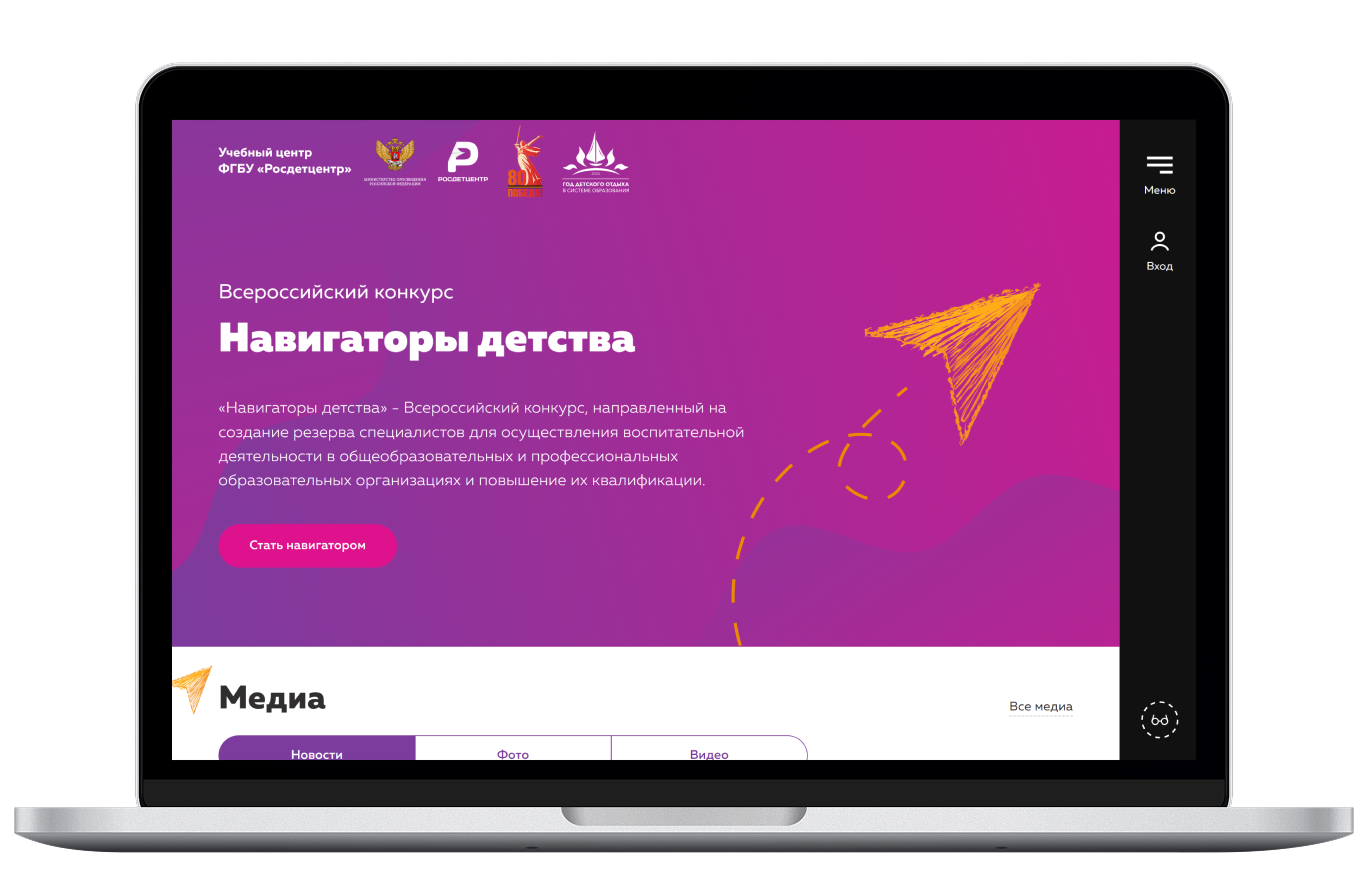 Учебный центр
ФГБУ «Росдетцентр»
МИНИСТЕРСТВО ПРОСВЕЩЕНИЯ
РОССИЙСКОЙ ФЕДЕРАЦИИ
РОСДЕТЦЕНТР
80
ПОБЕДА!
ГОД ДЕТСКОГО ОТДЫХА
В СИСТЕМЕ ОБРАЗОВАНИЯ
Меню
Вход
Всероссийский конкурс
Навигаторы детства
«Навигаторы детства» - Всероссийский конкурс, направленный на
создание резерва специалистов для осуществления воспитательной
деятельности в общеобразовательных и профессиональных
образовательных организациях и повышение их квалификации.
Стать навигатором
Медиа
Все медиа
Новости
Фото
Видео